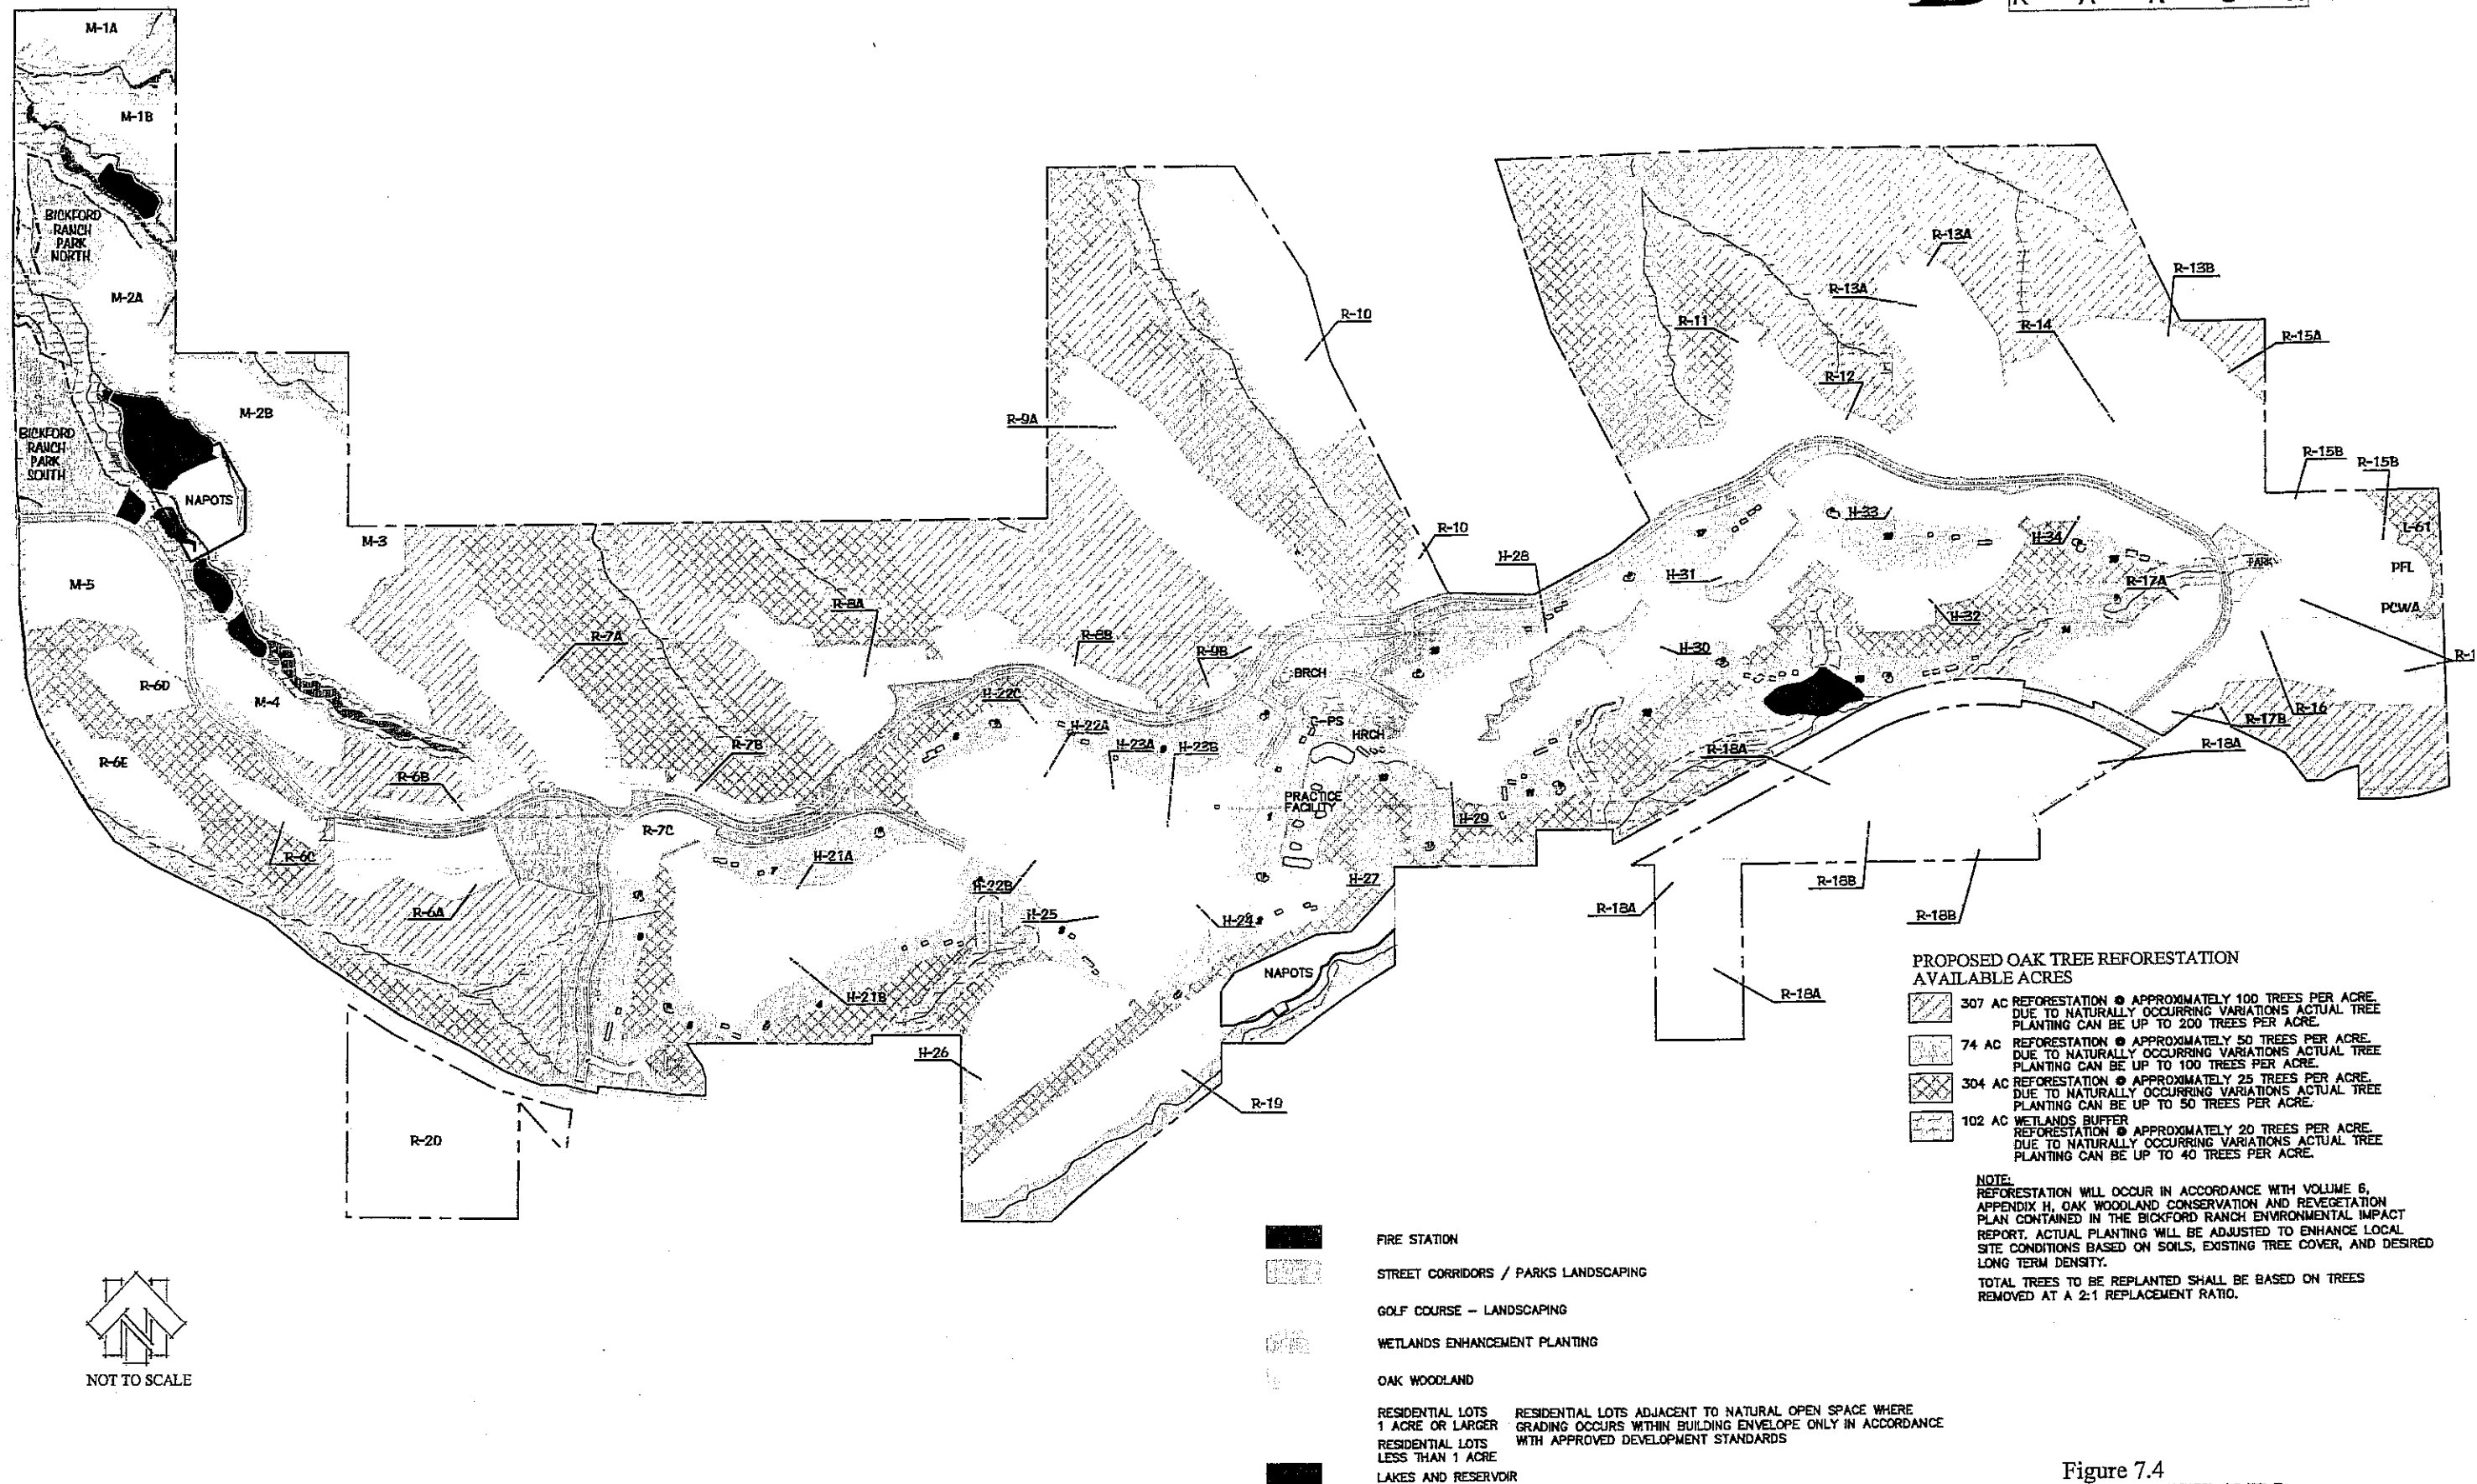 M-1A
M-1B
BICKFORD
RANCH
PARK
NORTH
M-2A
M-2B
BICKFORD
RANCH
PARK
SOUTH
NAPOTS
M-3
M-5
M-4
R-6D
R-6E
R-6B
R-6C
R-6A
R-7A
R-7B
R-7C
R-8A
R-8B
R-9A
R-9B
R-10
R-10
R-11
R-12
R-13A
R-13A
R-13B
R-14
R-15A
R-15B
R-15B
L-61
PFL
PCWA
PARK
R-17A
R-16
R-17B
R-18A
R-18A
R-18B
R-18B
R-18A
R-18A
H-28
H-33
H-34
H-31
H-32
H-30
BRCH
PS
HRCH
PRACTICE
FACILITY
H-29
H-27
H-22C
H-22A
H-23A
H-23B
H-21A
H-22B
H-25
H-24
H-21B
H-26
NAPOTS
R-19
R-20
PROPOSED OAK TREE REFORESTATION
AVAILABLE ACRES
307 AC REFORESTATION @ APPROXIMATELY 100 TREES PER ACRE.
DUE TO NATURALLY OCCURRING VARIATIONS ACTUAL TREE
PLANTING CAN BE UP TO 200 TREES PER ACRE.
74 AC REFORESTATION @ APPROXIMATELY 50 TREES PER ACRE.
DUE TO NATURALLY OCCURRING VARIATIONS ACTUAL TREE
PLANTING CAN BE UP TO 100 TREES PER ACRE.
304 AC REFORESTATION @ APPROXIMATELY 25 TREES PER ACRE.
DUE TO NATURALLY OCCURRING VARIATIONS ACTUAL TREE
PLANTING CAN BE UP TO 50 TREES PER ACRE.
102 AC WETLANDS BUFFER
REFORESTATION @ APPROXIMATELY 20 TREES PER ACRE.
DUE TO NATURALLY OCCURRING VARIATIONS ACTUAL TREE
PLANTING CAN BE UP TO 40 TREES PER ACRE.
NOTE:
REFORESTATION WILL OCCUR IN ACCORDANCE WITH VOLUME 6,
APPENDIX H, OAK WOODLAND CONSERVATION AND REVEGETATION
PLAN CONTAINED IN THE BICKFORD RANCH ENVIRONMENTAL IMPACT
REPORT. ACTUAL PLANTING WILL BE ADJUSTED TO ENHANCE LOCAL
SITE CONDITIONS BASED ON SOILS, EXISTING TREE COVER, AND DESIRED
LONG TERM DENSITY.
TOTAL TREES TO BE REPLANTED SHALL BE BASED ON TREES
REMOVED AT A 2:1 REPLACEMENT RATIO.
FIRE STATION
STREET CORRIDORS / PARKS LANDSCAPING
GOLF COURSE – LANDSCAPING
WETLANDS ENHANCEMENT PLANTING
OAK WOODLAND
RESIDENTIAL LOTS
1 ACRE OR LARGER
RESIDENTIAL LOTS ADJACENT TO NATURAL OPEN SPACE WHERE
GRADING OCCURS WITHIN BUILDING ENVELOPE ONLY IN ACCORDANCE
WITH APPROVED DEVELOPMENT STANDARDS
RESIDENTIAL LOTS
LESS THAN 1 ACRE
LAKES AND RESERVOIR
N
NOT TO SCALE
Figure 7.4